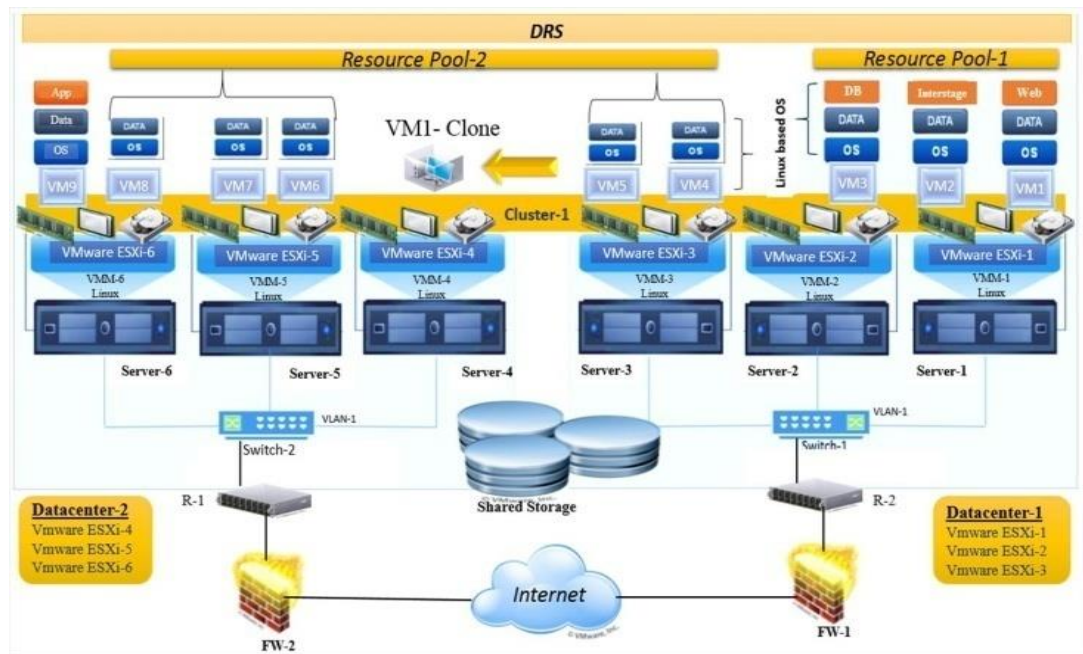 DRS
Resource Pool-2
Resource Pool-1
App
Data
OS
DATA
OS
DATA
OS
DATA
OS
VM1- Clone
DATA
OS
DATA
OS
Linux based OS
DB
DATA
OS
Interstage
DATA
OS
Web
DATA
OS
VM9
VM8
VM7
VM6
VM5
VM4
VM3
VM2
VM1
Cluster-1
VMware ESXi-6
VMware ESXi-5
VMware ESXi-4
VMware ESXi-3
VMware ESXi-2
VMware ESXi-1
VMM-6
Linux
VMM-5
Linux
VMM-4
Linux
VMM-3
Linux
VMM-2
Linux
VMM-1
Linux
Server-6
Server-5
Server-4
Server-3
Server-2
Server-1
VLAN-1
VLAN-1
Switch-2
Switch-1
R-1
R-2
© VMware, Inc.
Shared Storage
Datacenter-2
Vmware ESXi-4
Vmware ESXi-5
Vmware ESXi-6
Datacenter-1
Vmware ESXi-1
Vmware ESXi-2
Vmware ESXi-3
Internet
© VMware, Inc.
FW-2
FW-1